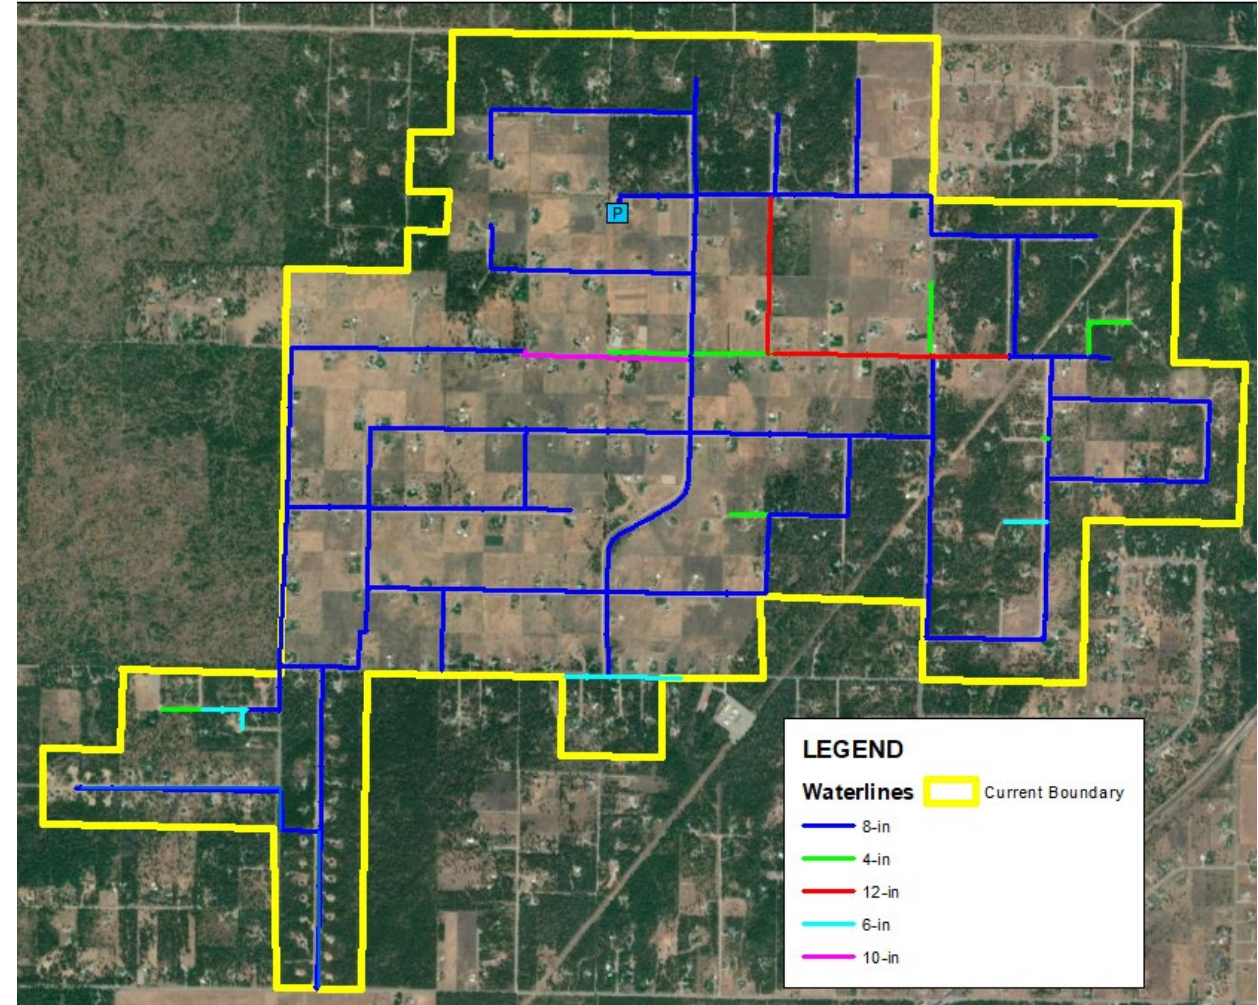 P
LEGEND
Waterlines Current Boundary
8-in
4-in
12-in
6-in
10-in